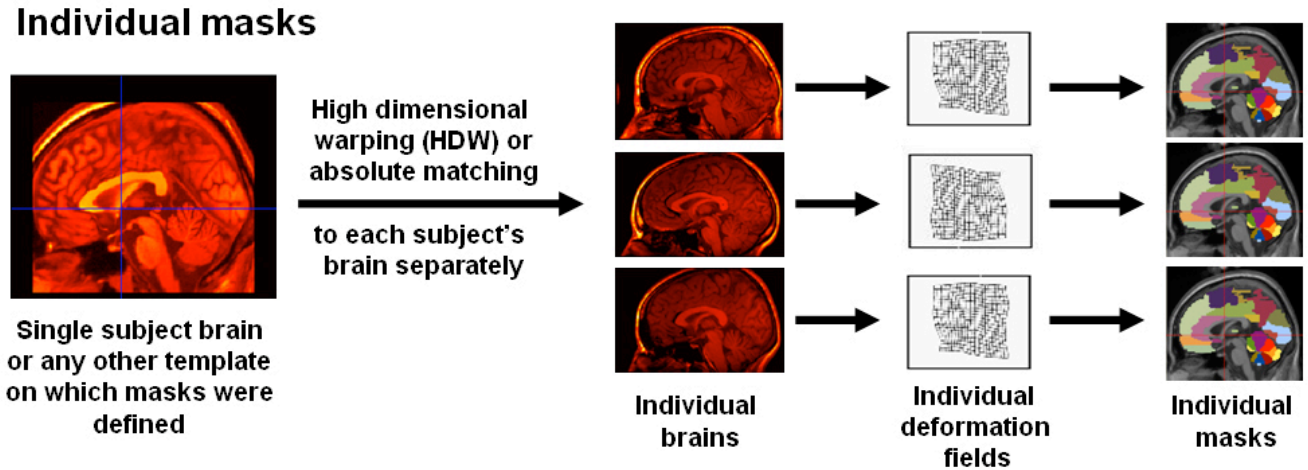 Individual masks
High dimensional
warping (HDW) or
absolute matching
to each subject's
brain separately
Single subject brain
or any other template
on which masks were
defined
Individual
brains
Individual
deformation
fields
Individual
masks